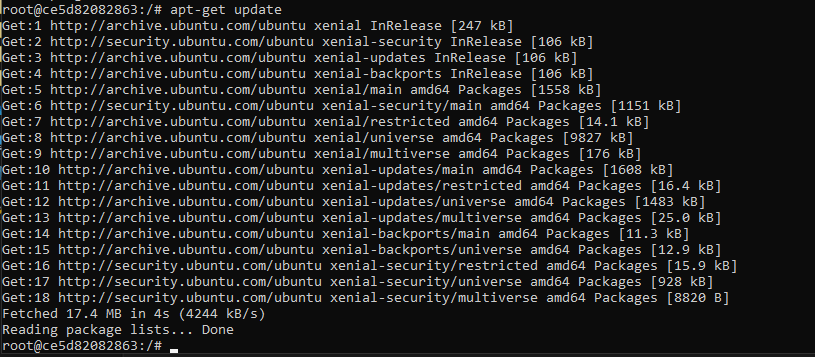 root@ce5d82082863:/# apt-get update
Get:1 http://archive.ubuntu.com/ubuntu xenial InRelease [247 kB]
Get:2 http://security.ubuntu.com/ubuntu xenial-security InRelease [106 kB]
Get:3 http://archive.ubuntu.com/ubuntu xenial-updates InRelease [106 kB]
Get:4 http://archive.ubuntu.com/ubuntu xenial-backports InRelease [106 kB]
Get:5 http://archive.ubuntu.com/ubuntu xenial/main amd64 Packages [1558 kB]
Get:6 http://security.ubuntu.com/ubuntu xenial-security/main amd64 Packages [1151 kB]
Get:7 http://archive.ubuntu.com/ubuntu xenial/restricted amd64 Packages [14.1 kB]
Get:8 http://archive.ubuntu.com/ubuntu xenial/universe amd64 Packages [9827 kB]
Get:9 http://archive.ubuntu.com/ubuntu xenial/multiverse amd64 Packages [176 kB]
Get:10 http://archive.ubuntu.com/ubuntu xenial-updates/main amd64 Packages [1608 kB]
Get:11 http://archive.ubuntu.com/ubuntu xenial-updates/restricted amd64 Packages [16.4 kB]
Get:12 http://archive.ubuntu.com/ubuntu xenial-updates/universe amd64 Packages [1483 kB]
Get:13 http://archive.ubuntu.com/ubuntu xenial-updates/multiverse amd64 Packages [25.0 kB]
Get:14 http://archive.ubuntu.com/ubuntu xenial-backports/main amd64 Packages [11.3 kB]
Get:15 http://archive.ubuntu.com/ubuntu xenial-backports/universe amd64 Packages [12.9 kB]
Get:16 http://security.ubuntu.com/ubuntu xenial-security/restricted amd64 Packages [15.9 kB]
Get:17 http://security.ubuntu.com/ubuntu xenial-security/universe amd64 Packages [928 kB]
Get:18 http://security.ubuntu.com/ubuntu xenial-security/multiverse amd64 Packages [8820 B]
Fetched 17.4 MB in 4s (4244 kB/s)
Reading package lists... Done
root@ce5d82082863:/#